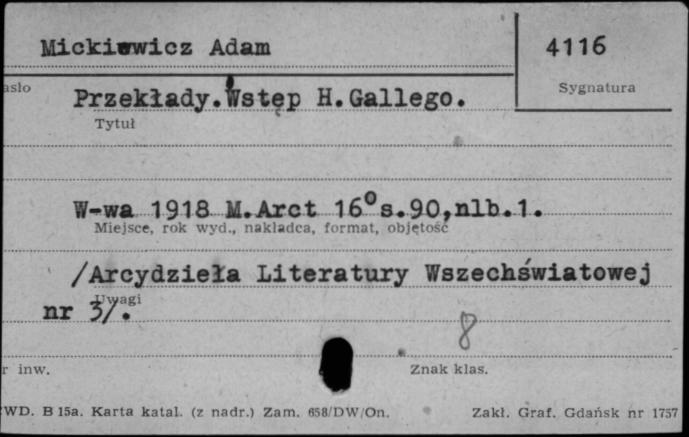 Mickiewicz Adam
4116
asło
Sygnatura
Przekłady.Wstęp H.Gallego.
Tytuł
W-wa 1918 M.Arct 16° s.90,nlb.1.
Miejsce, rok wyd., nakładca, format, objętość
/Arcydzieła Literatury Wszechświatowej
Uwagi
nr 3/.
8
r inw.
Znak klas.
WD. B 15a. Karta katal. (z nadr.) Zam. 658/DW/On.
Zakł. Graf. Gdańsk nr 1757